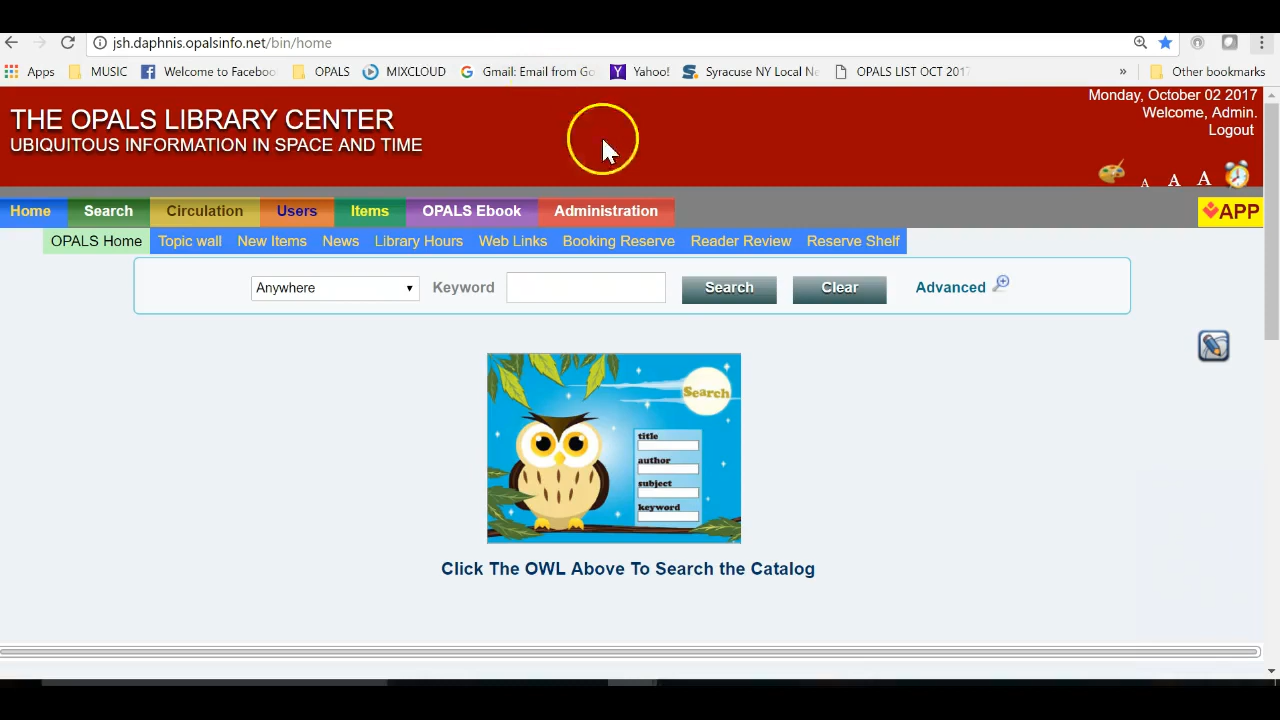 jsh.daphnis.opalsinfo.net/bin/home
Apps MUSIC Welcome to Faceboo OPALS MIXCLOUD Gmail: Email from Go Yahoo! Syracuse NY Local Ne OPALS LIST OCT 2017 » Other bookmarks
THE OPALS LIBRARY CENTER
UBIQUITOUS INFORMATION IN SPACE AND TIME
Monday, October 02 2017
Welcome, Admin.
Logout
A A A
Home Search Circulation Users Items OPALS Ebook Administration APP
OPALS Home Topic wall New Items News Library Hours Web Links Booking Reserve Reader Review Reserve Shelf
Anywhere Keyword Search Clear Advanced
Search
title
author
subject
keyword
Click The OWL Above To Search the Catalog